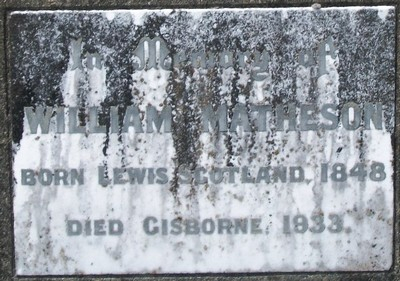 In Memory of
WILLIAM MATHESON
BORN LEWIS SCOTLAND, 1848
DIED GISBORNE, 1933.